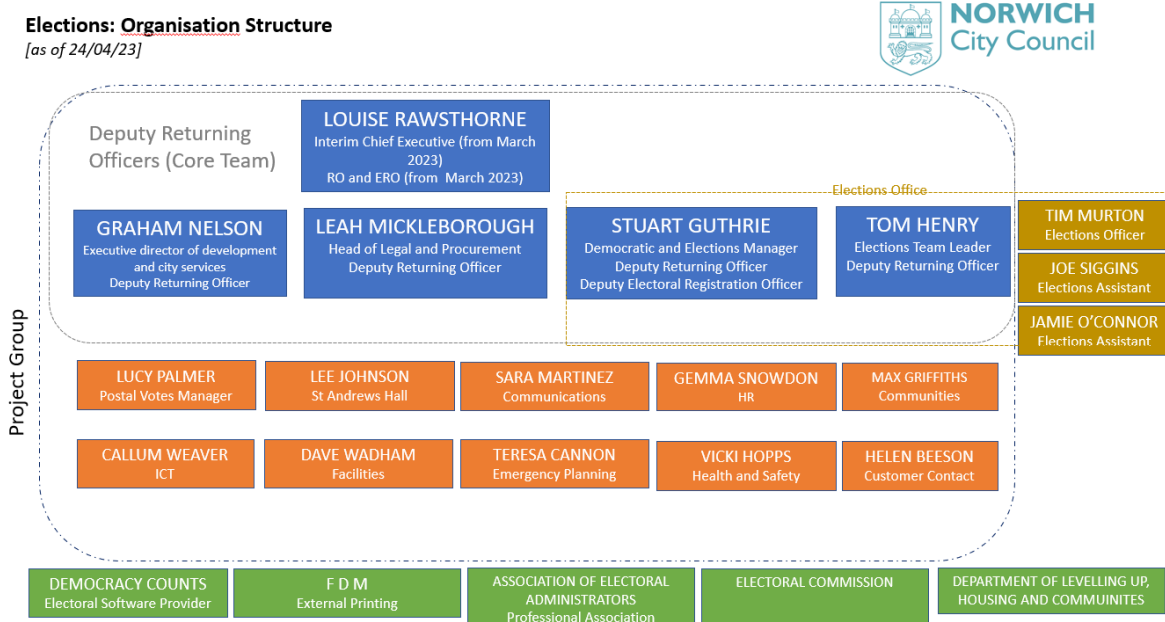 Elections: Organisation Structure
[as of 24/04/23]
NORWICH
City Council
Deputy Returning
Officers (Core Team)
LOUISE RAWSTHORNE
Interim Chief Executive (from March
2023)
RO and ERO (from March 2023)
Elections Office
GRAHAM NELSON
Executive director of development
and city services
Deputy Returning Officer
LEAH MICKLEBOROUGH
Head of Legal and Procurement
Deputy Returning Officer
STUART GUTHRIE
Democratic and Elections Manager
Deputy Returning Officer
Deputy Electoral Registration Officer
TOM HENRY
Elections Team Leader
Deputy Returning Officer
TIM MURTON
Elections Officer
JOE SIGGINS
Elections Assistant
JAMIE O'CONNOR
Elections Assistant
Project Group
LUCY PALMER
Postal Votes Manager
LEE JOHNSON
St Andrews Hall
SARA MARTINEZ
Communications
GEMMA SNOWDON
HR
MAX GRIFFITHS
Communities
CALLUM WEAVER
ICT
DAVE WADHAM
Facilities
TERESA CANNON
Emergency Planning
VICKI HOPPS
Health and Safety
HELEN BEESON
Customer Contact
DEMOCRACY COUNTS
Electoral Software Provider
F D M
External Printing
ASSOCIATION OF ELECTORAL
ADMINISTRATORS
Professional Association
ELECTORAL COMMISSION
DEPARTMENT OF LEVELLING UP,
HOUSING AND COMMUINITES